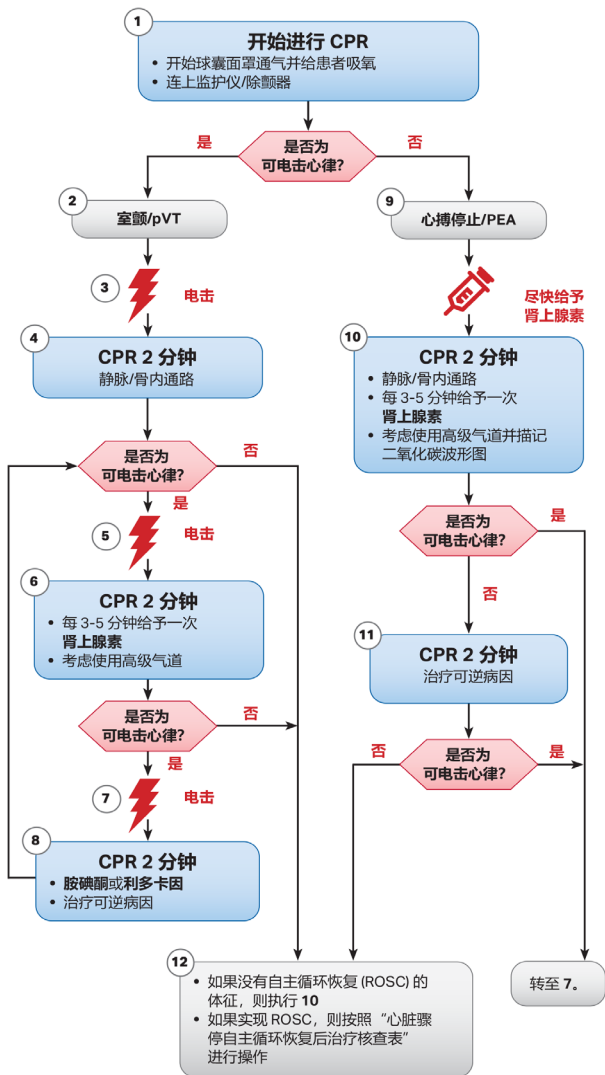 1
开始进行 CPR
• 开始球囊面罩通气并给患者吸氧
• 连上监护仪/除颤器
是否为
可电击心律？
是
否
2
室颤/pVT
3
电击
4
CPR 2 分钟
静脉/骨内通路
是否为
可电击心律？
否
是
5
电击
6
CPR 2 分钟
• 每 3-5 分钟给予一次
肾上腺素
• 考虑使用高级气道
是否为
可电击心律？
否
是
7
电击
8
CPR 2 分钟
• 胺碘酮或利多卡因
• 治疗可逆病因
9
心搏停止/PEA
尽快给予
肾上腺素
10
CPR 2 分钟
• 静脉/骨内通路
• 每 3-5 分钟给予一次
肾上腺素
• 考虑使用高级气道并描记
二氧化碳波形图
是否为
可电击心律？
是
否
11
CPR 2 分钟
治疗可逆病因
否
是否为
可电击心律？
是
12
• 如果没有自主循环恢复 (ROSC) 的
体征，则执行 10
• 如果实现 ROSC，则按照“心脏骤
停自主循环恢复后治疗核查表”
进行操作
转至 7。